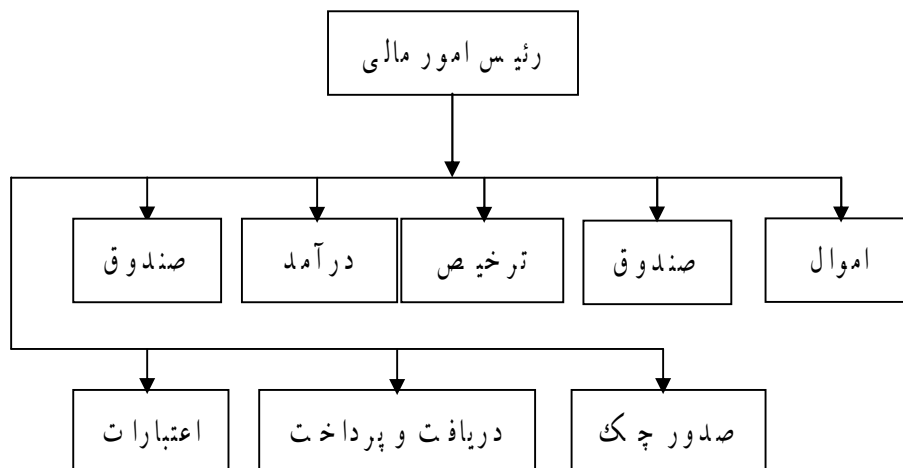 رئیس امور مالی
اموال
صندوق
ترخیص
درآمد
صندوق
صدور چک
دریافت و پرداخت
اعتبارات